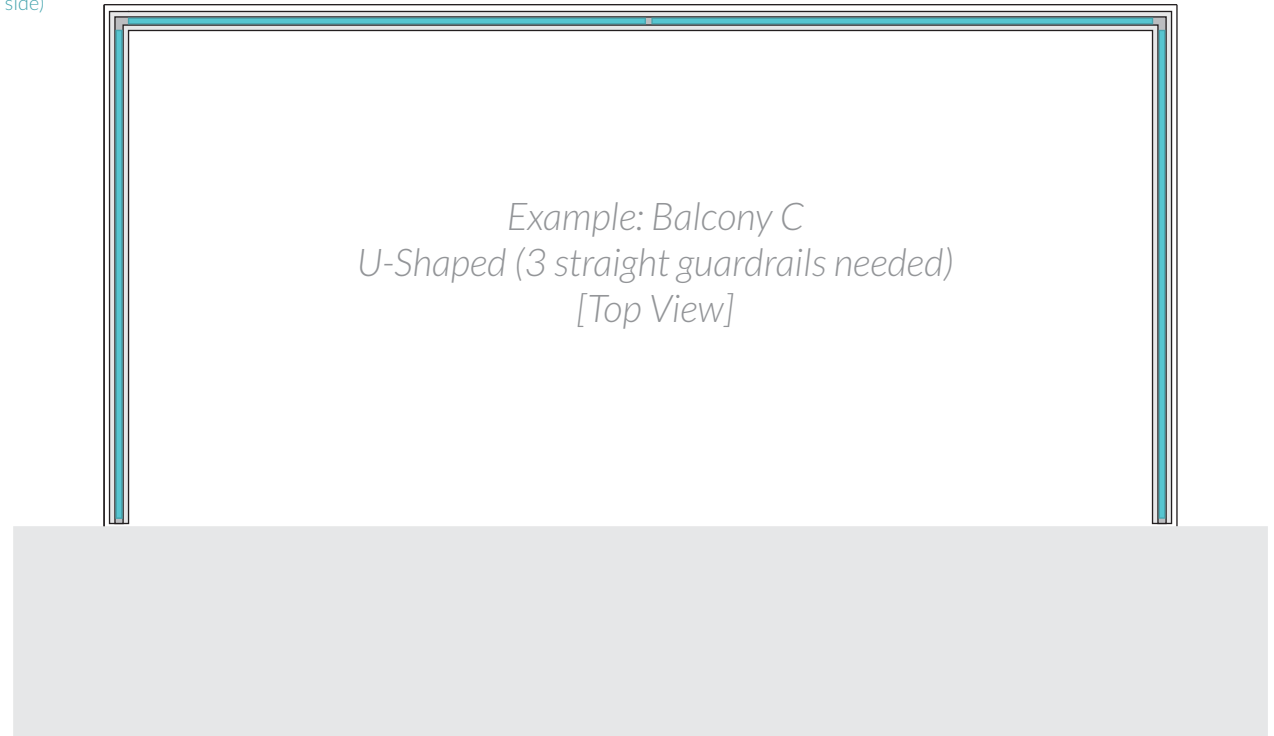 side)
Example: Balcony C
U-Shaped (3 straight guardrails needed)
[Top View]